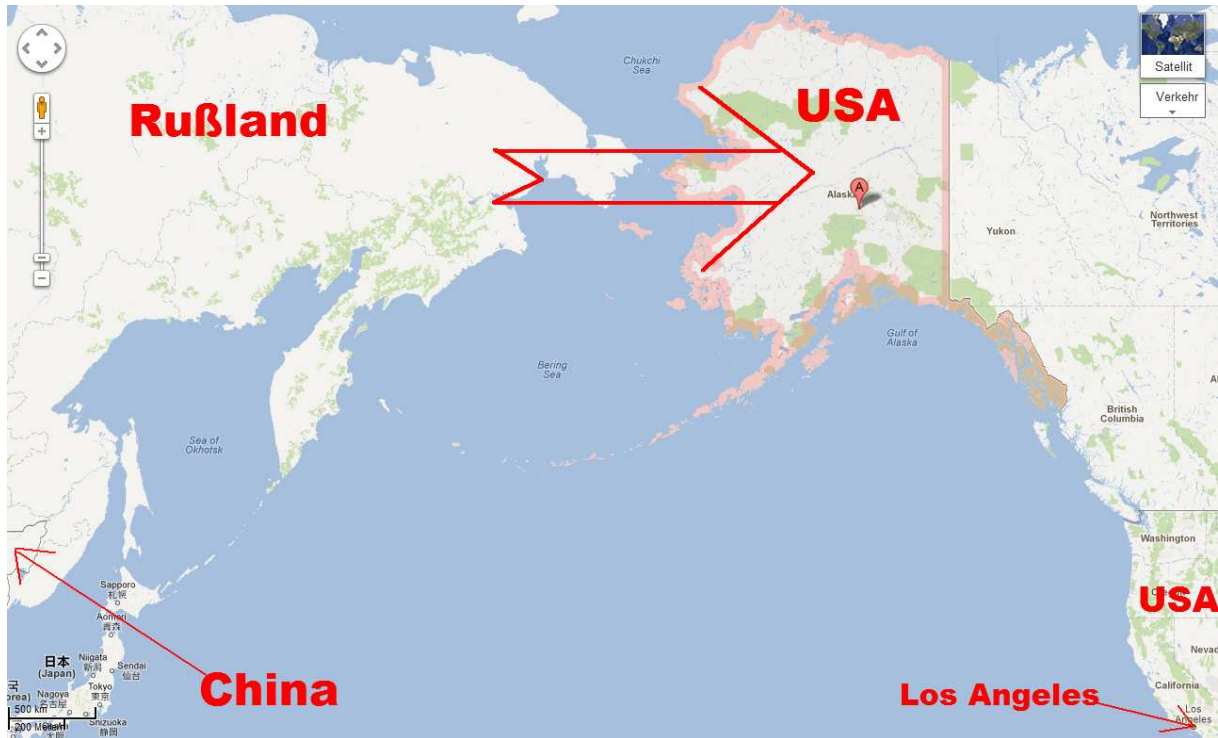 Chukchi
Sea
Satellit
Verkehr
Rußland
USA
A
Alaska
Northwest
Territories
Yukon
Gulf of
Alaska
Bering
Sea
British
Columbia
Sea of
Okhotsk
Washington
USA
Sapporo
札幌
Aomori
青森
日本
(Japan)
Niigata
新潟
Sendai
仙台
Nevad
China
Tokyo
東京
Nagoya
名古屋
California
Los Angeles
Los
Angeles
500 km
200 Meilen
Shizuoka
静岡